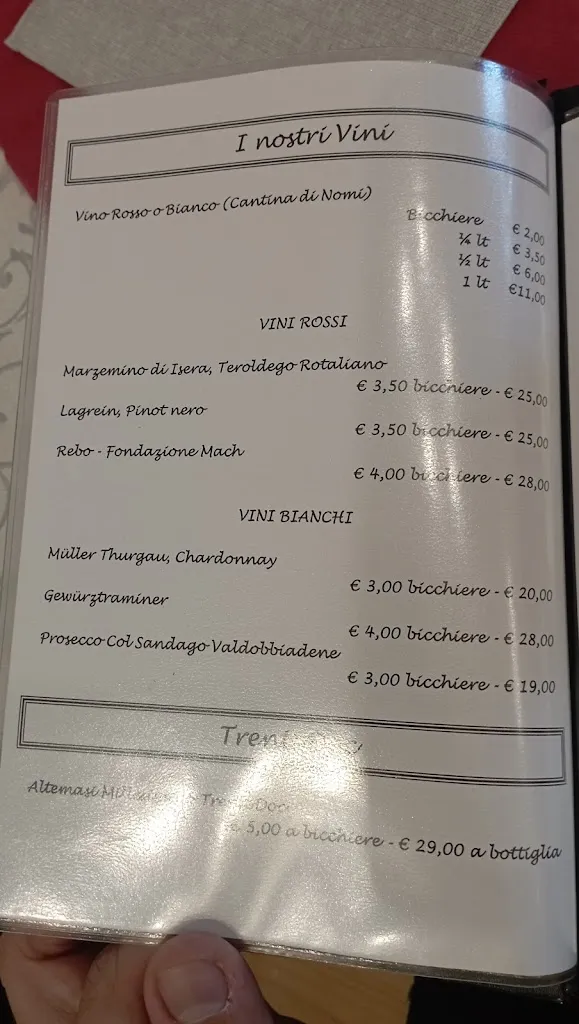 I nostri Vini
Vino Rosso o Bianco (Cantina di Nomi)
Bicchiere € 2,00
¼ lt € 3,50
½ lt € 6,00
1 lt €11,00
VINI ROSSI
Marzemino di Isera, Teroldego Rotaliano
€ 3,50 bicchiere - € 25,00
Lagrein, Pinot nero
€ 3,50 bicchiere - € 25,00
Rebo - Fondazione Mach
€ 4,00 bicchiere - € 28,00
VINI BIANCHI
Müller Thurgau, Chardonnay
€ 3,00 bicchiere - € 20,00
Gewürztraminer
€ 4,00 bicchiere - € 28,00
Prosecco Col Sandago Valdobbiadene
€ 3,00 bicchiere - € 19,00
Altemasi
€ 5,00 a bicchiere - € 29,00 a bottiglia